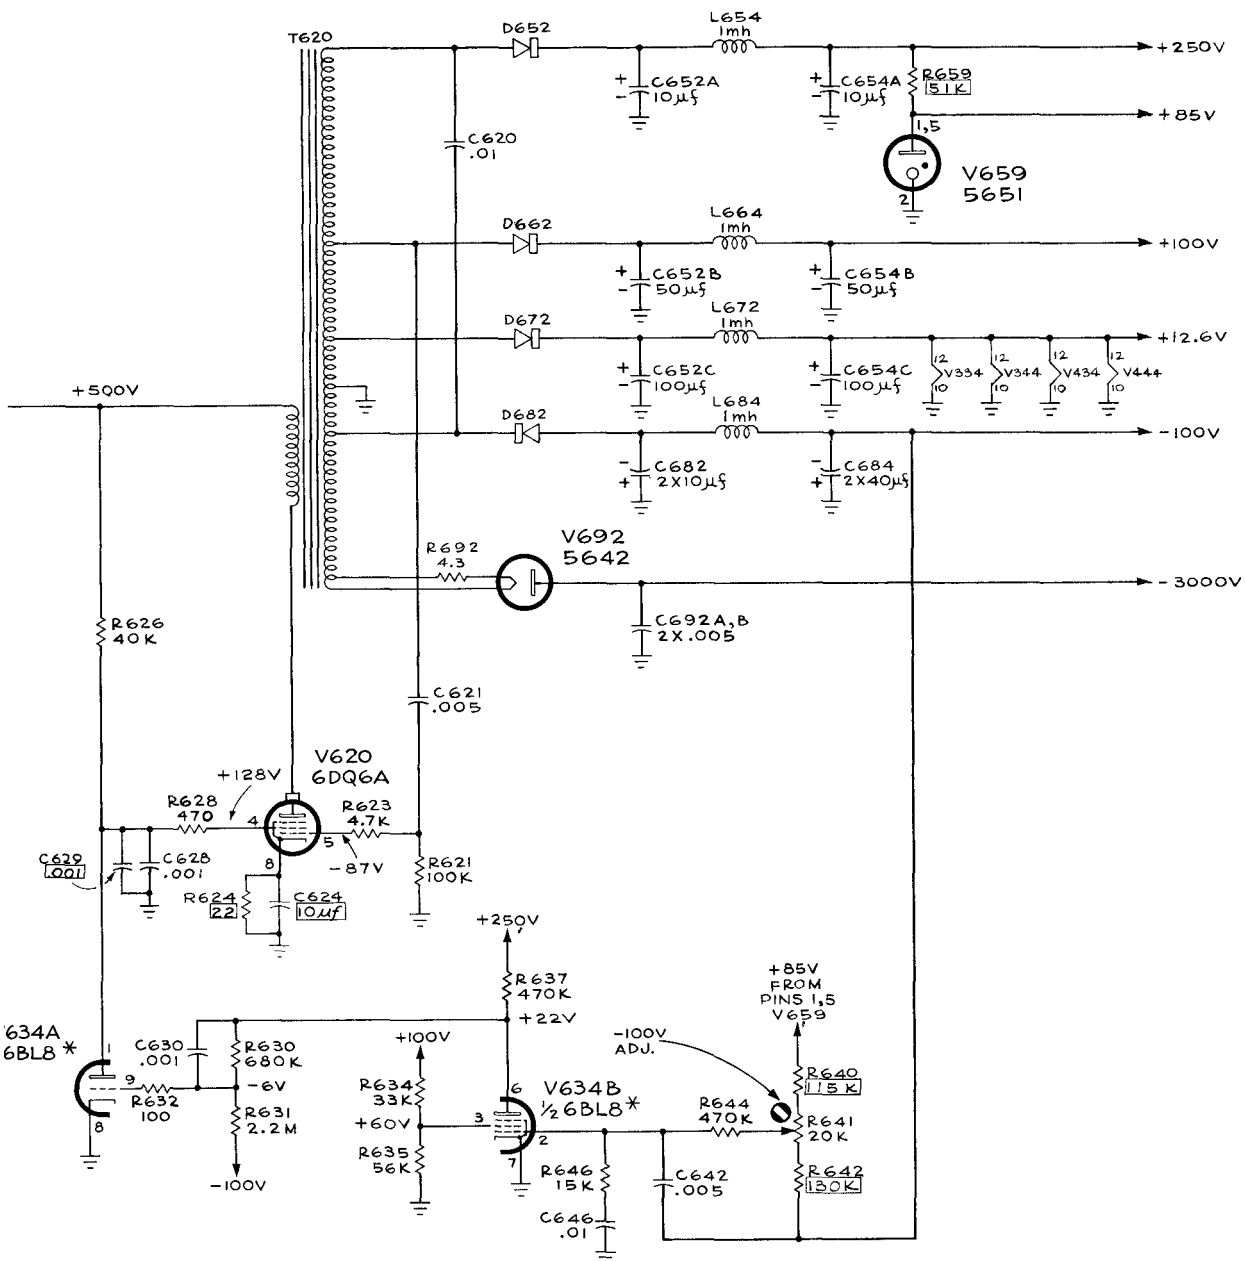 T620
D652
L654
1mh
+250V
+
-
C652A
10µf
+
-
C654A
10µf
R659
51K
+85V
1,5
C620
.01
V659
5651
2
D662
L664
1mh
+100V
+
-
C652B
50µf
+
-
C654B
50µf
D672
L672
1mh
+12.6V
+
-
C652C
100µf
+
-
C654C
100µf
12
V334
10
12
V344
10
12
V434
10
12
V444
10
+500V
D682
L684
1mh
-100V
-
+
C682
2X10µf
-
+
C684
2X40µf
V692
5642
R692
4.3
-3000V
R626
40K
C692A,B
2X.005
C621
.005
V620
6DQ6A
+128V
R628
470
4
R623
4.7K
5
-87V
8
C629
.001
C628
.001
R621
100K
R624
22
C624
10µf
+250V
R637
470K
+22V
+85V
FROM
PINS 1,5
V659
634A
6BL8 *
1
9
8
C630
.001
R630
680K
-6V
R632
100
R631
2.2M
-100V
+100V
R634
33K
+60V
R635
56K
3
6
2
7
V634B
½ 6BL8*
-100V
ADJ.
R644
470K
R640
115K
R641
20K
R642
130K
R646
15K
C642
.005
C646
.01